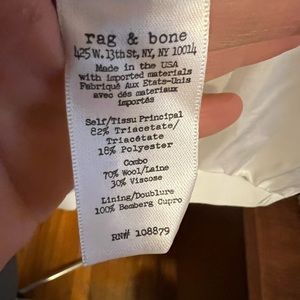 rag & bone
425 W. 13th St, NY, NY 10014
Made in the USA
with imported materials
Fabriqué Aux États-Unis
avec dés materiaux
importés
Self/Tissu Principal
82% Triacetate/
Triacétate
18% Polyester
Combo
70% Wool/Laine
30% Viscose
Lining/Doublure
100% Bemberg Cupro
RN# 108879